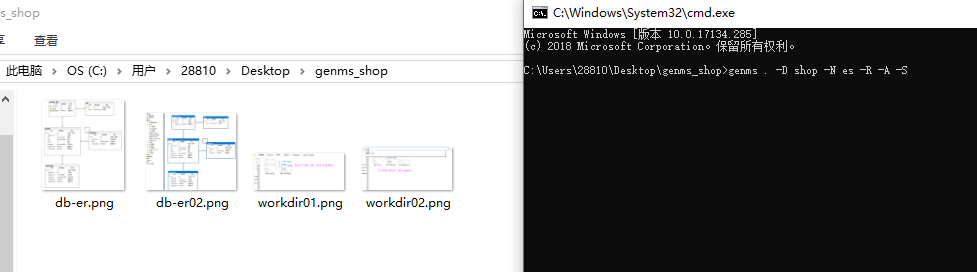 ms_shop
享
查看
此电脑 > OS (C:) > 用户 > 28810 > Desktop > genms_shop
db-er.png
db-er02.png
workdir01.png
workdir02.png
C:\Windows\System32\cmd.exe
Microsoft Windows [版本 10.0.17134.285]
(c) 2018 Microsoft Corporation。保留所有权利。
C:\Users\28810\Desktop\genms_shop>genms . -D shop -N es -R -A -S